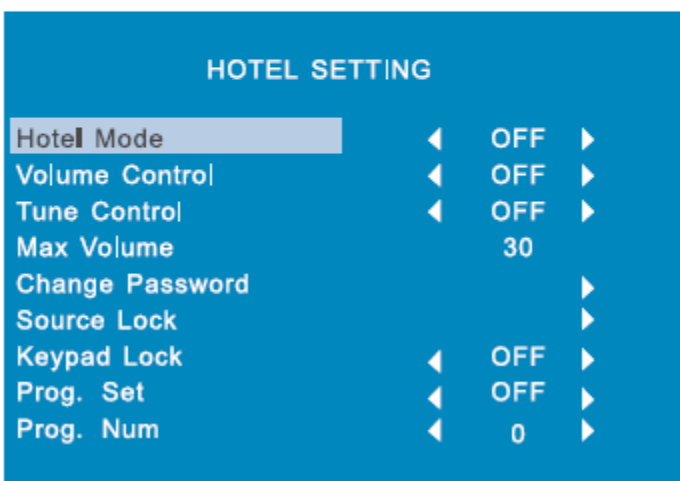 HOTEL SETTING
Hotel Mode OFF
Volume Control OFF
Tune Control OFF
Max Volume 30
Change Password
Source Lock
Keypad Lock OFF
Prog. Set OFF
Prog. Num 0